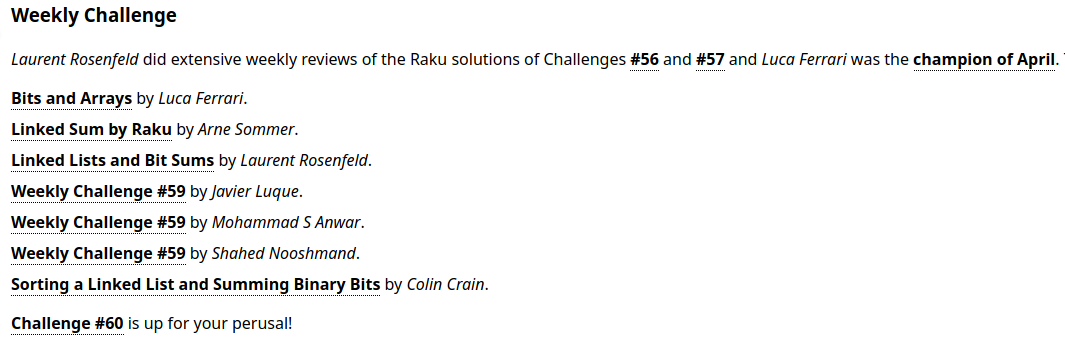 Weekly Challenge
Laurent Rosenfeld did extensive weekly reviews of the Raku solutions of Challenges #56 and #57 and Luca Ferrari was the champion of April.
Bits and Arrays by Luca Ferrari.
Linked Sum by Raku by Arne Sommer.
Linked Lists and Bit Sums by Laurent Rosenfeld.
Weekly Challenge #59 by Javier Luque.
Weekly Challenge #59 by Mohammad S Anwar.
Weekly Challenge #59 by Shahed Nooshmand.
Sorting a Linked List and Summing Binary Bits by Colin Crain.
Challenge #60 is up for your perusal!